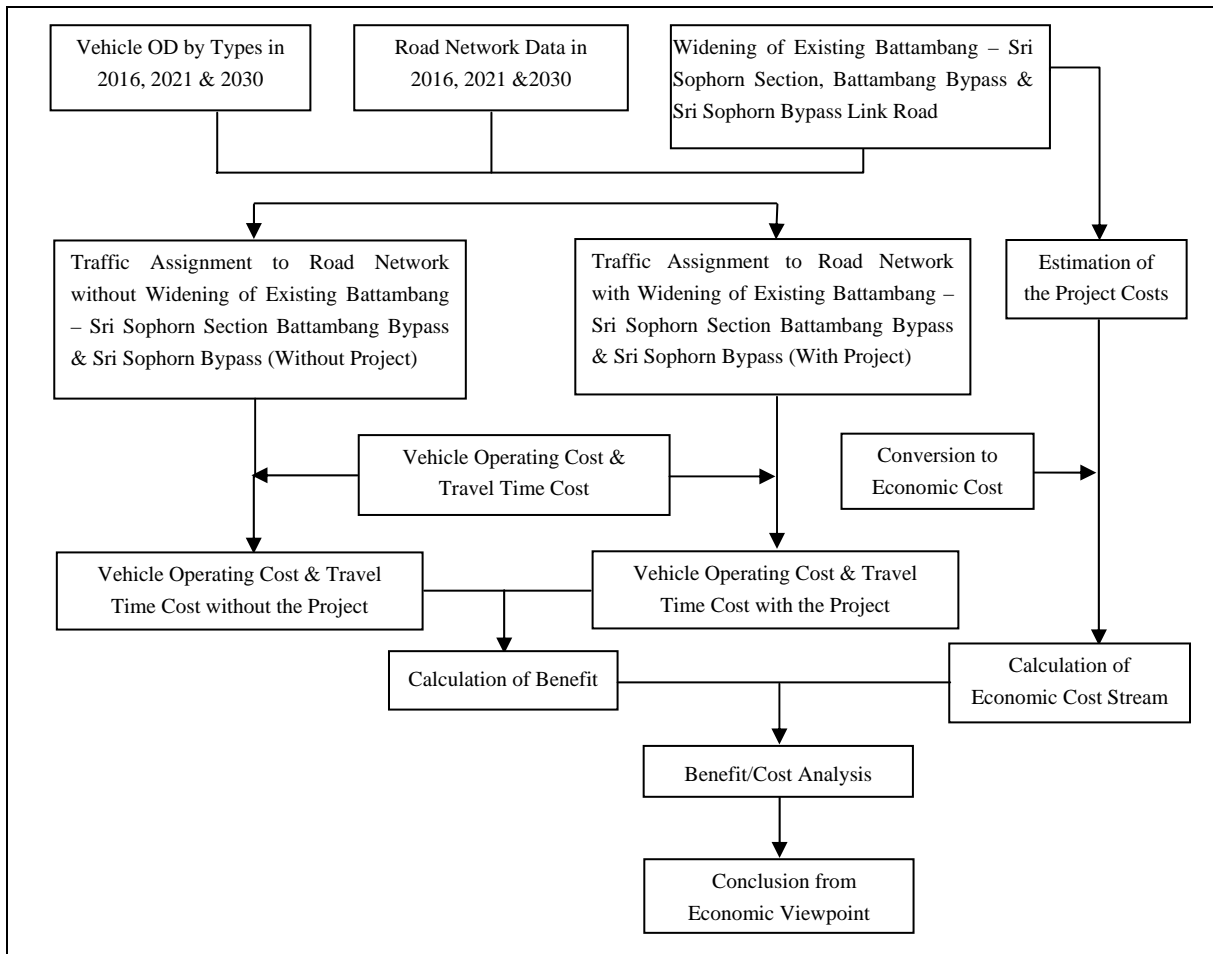 Vehicle OD by Types in
2016, 2021 & 2030
Road Network Data in
2016, 2021 &2030
Widening of Existing Battambang – Sri
Sophorn Section, Battambang Bypass &
Sri Sophorn Bypass Link Road
Traffic Assignment to Road Network
without Widening of Existing Battambang
– Sri Sophorn Section Battambang Bypass
& Sri Sophorn Bypass (Without Project)
Traffic Assignment to Road Network
with Widening of Existing Battambang –
Sri Sophorn Section Battambang Bypass
& Sri Sophorn Bypass (With Project)
Estimation of
the Project Costs
Vehicle Operating Cost &
Travel Time Cost
Conversion to
Economic Cost
Vehicle Operating Cost & Travel
Time Cost without the Project
Vehicle Operating Cost & Travel
Time Cost with the Project
Calculation of Benefit
Calculation of
Economic Cost Stream
Benefit/Cost Analysis
Conclusion from
Economic Viewpoint